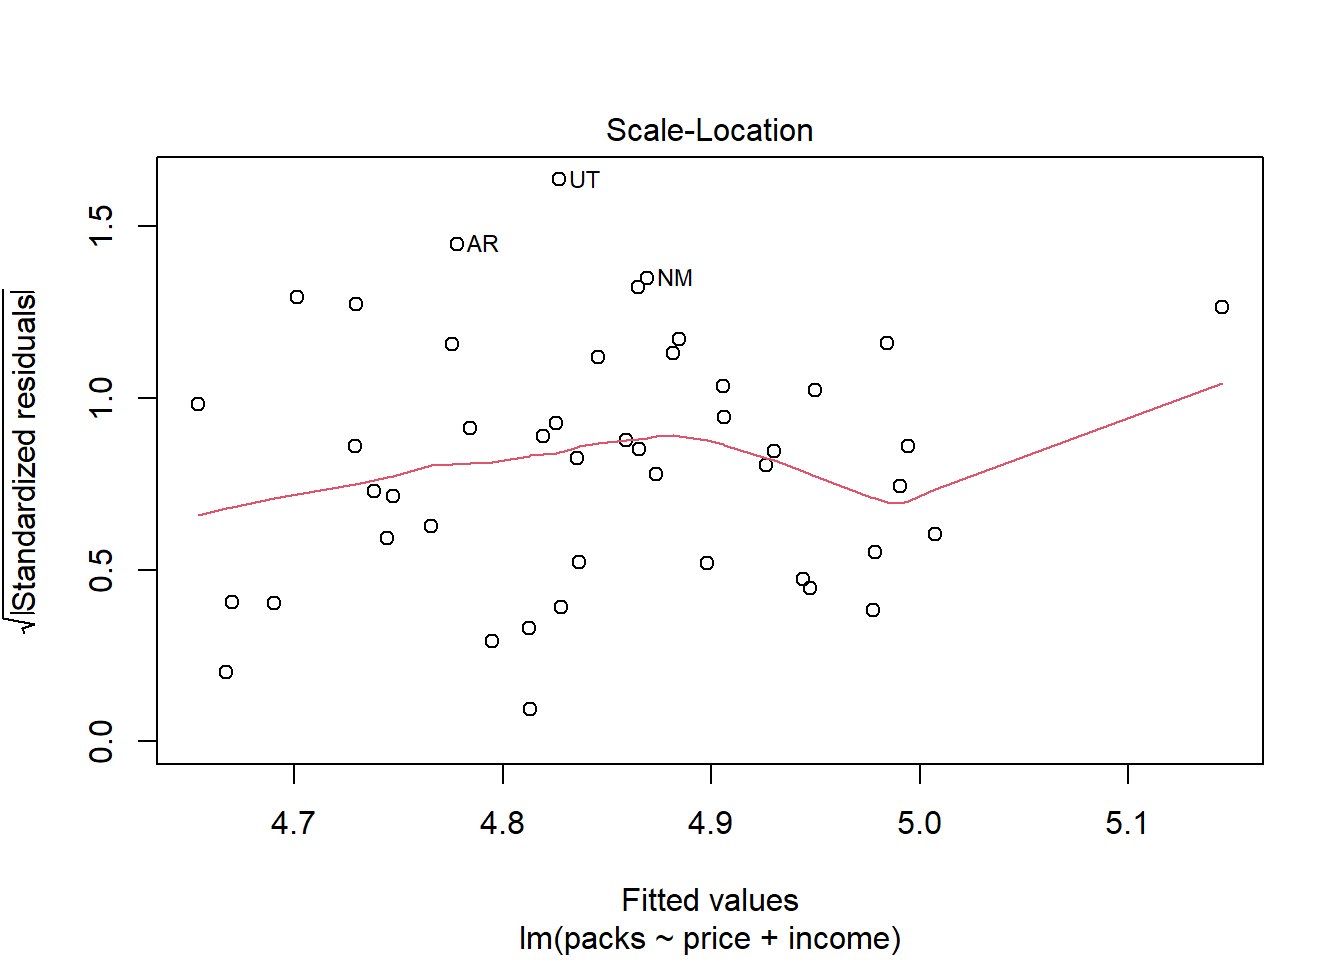 Scale-Location
UT
AR
NM
√|Standardized residuals|
1.5
1.0
0.5
0.0
4.7 4.8 4.9 5.0 5.1
Fitted values
lm(packs ~ price + income)